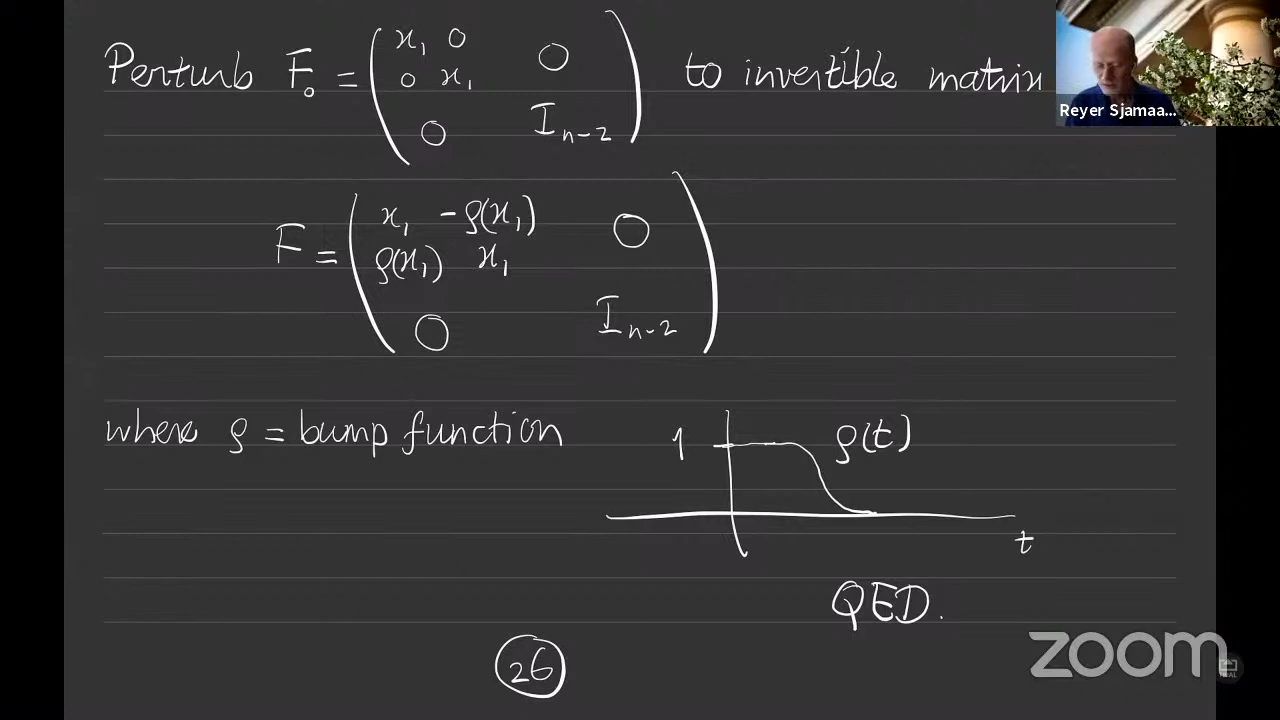 Perturb F₀ = ( x₁ 0 0 to invertible matrix
0 x₁
0 Iₙ₋₂ )
F = ( x₁ -ρ(x₁) 0
ρ(x₁) x₁
0 Iₙ₋₂ )
where ρ = bump function
1 ρ(t)
t
QED.
26
Reyer Sjamaa...
zoom